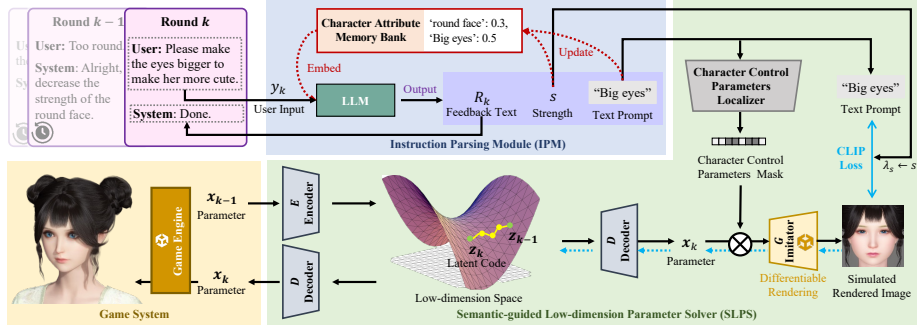 Round k − 1
Round k
User: Too round.
User: Please make
the eyes bigger to
make her more cute.
System: Alright,
decrease the
strength of the
round face.
System: Done.
Character Attribute
Memory Bank
'round face': 0.3,
'Big eyes': 0.5
Embed
Update
y_k
User Input
LLM
Output
R_k
Feedback Text
s
Strength
"Big eyes"
Text Prompt
Instruction Parsing Module (IPM)
Character Control
Parameters
Localizer
Character Control
Parameters Mask
"Big eyes"
Text Prompt
CLIP
Loss
λ_s ← s
Game Engine
x_{k-1}
Parameter
x_k
Parameter
Game System
E
Encoder
D
Decoder
z_k
z_{k-1}
Latent Code
Low-dimension Space
D
Decoder
x_k
Parameter
G
Imitator
Differentiable
Rendering
Simulated
Rendered Image
Semantic-guided Low-dimension Parameter Solver (SLPS)